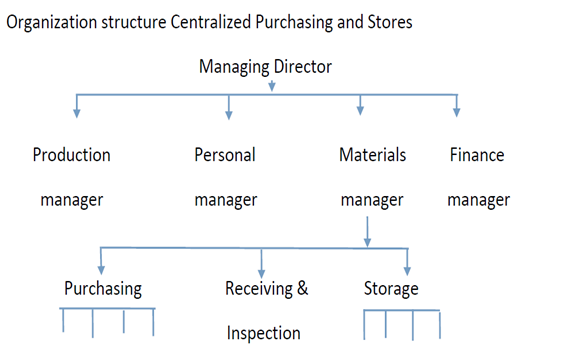 Organization structure Centralized Purchasing and Stores
Managing Director
Production Personal Materials Finance
manager manager manager manager
Purchasing Receiving & Storage
Inspection